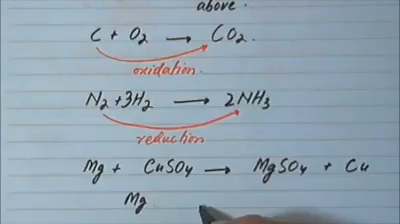 above.
C + O₂ → CO₂.
oxidation.
N₂ + 3H₂ → 2NH₃
reduction
Mg + CuSO₄ → MgSO₄ + Cu
Mg